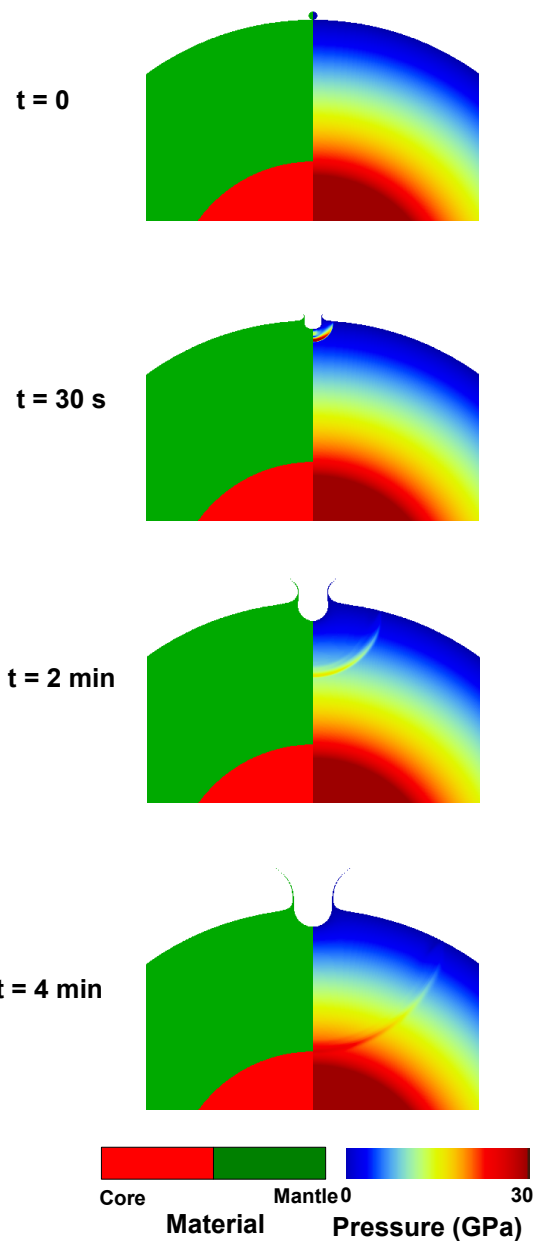 t = 0
t = 30 s
t = 2 min
t = 4 min
Core Mantle 0 30
Material Pressure (GPa)